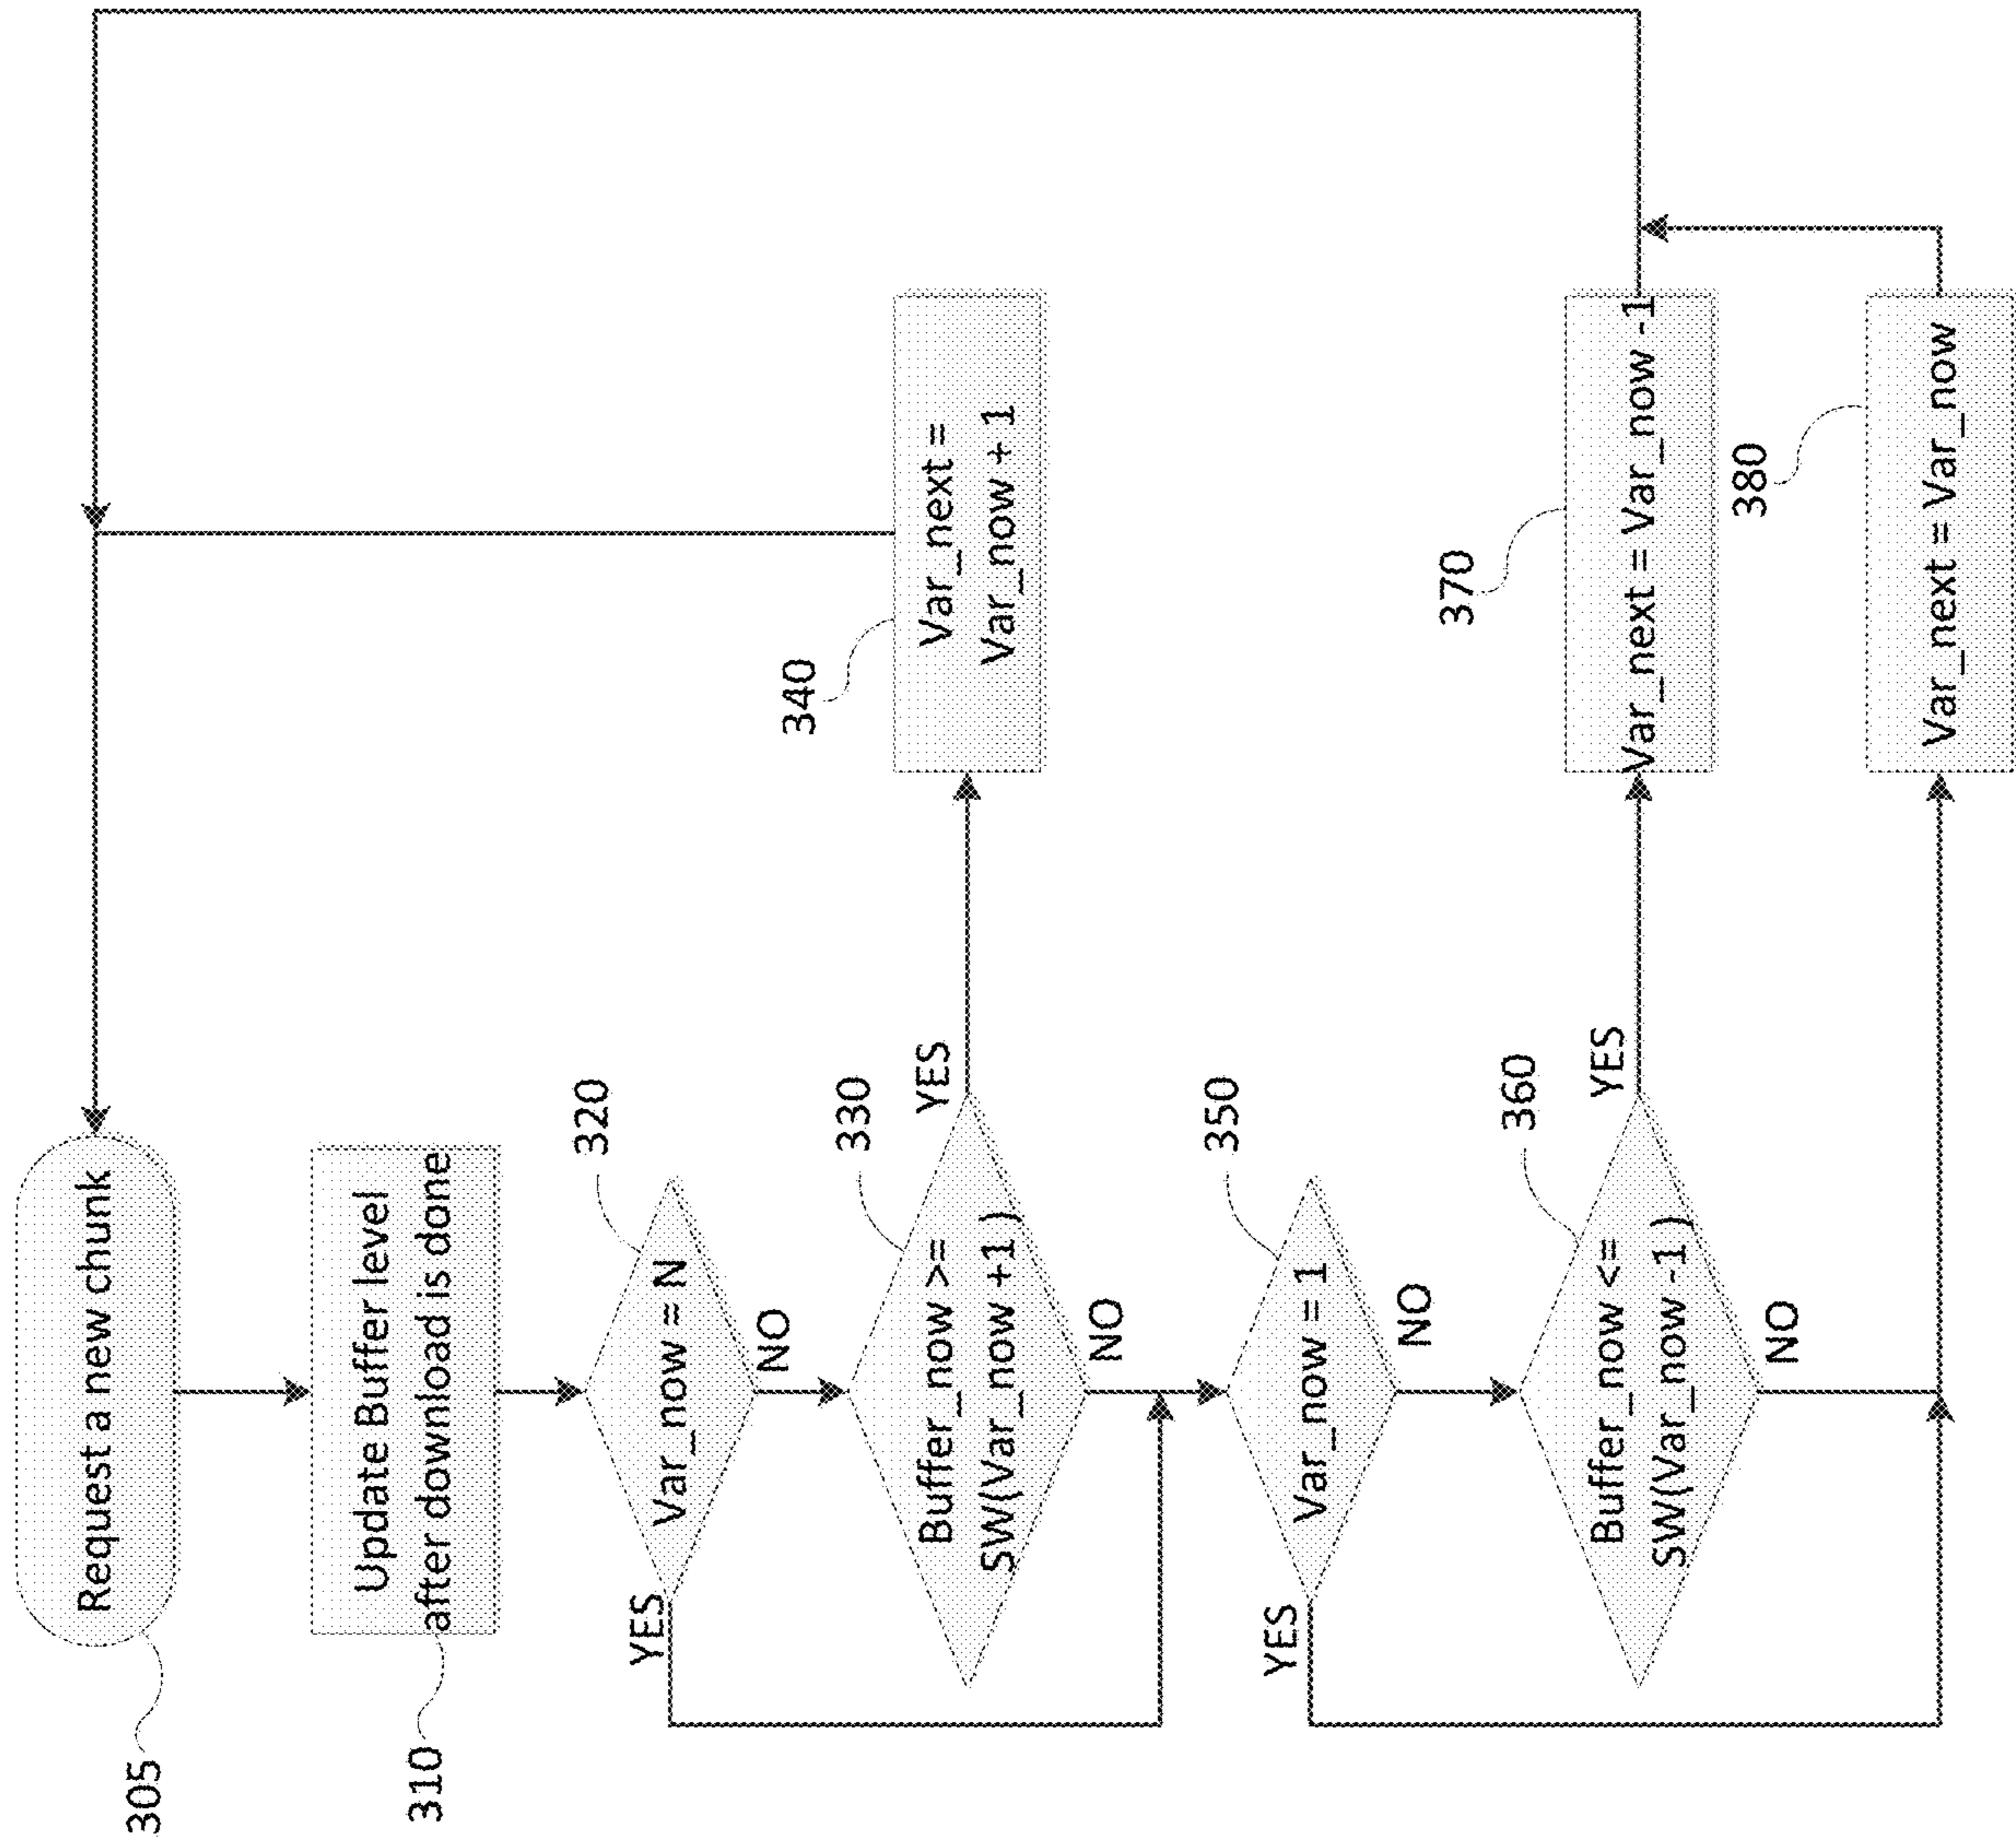 Request a new chunk
305
Update Buffer level
after download is done
310
320
Var_now = N
YES
NO
330
Buffer_now >=
SW(Var_now +1 )
YES
NO
340
Var_next =
Var_now + 1
350
Var_now = 1
YES
NO
360
Buffer_now <=
SW(Var_now -1 )
YES
NO
370
Var_next = Var_now -1
380
Var_next = Var_now